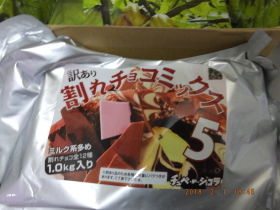 訳あり
割れチョコミックス
5
ミルク系多め
割れチョコ全12種
1.0kg入り
チュベ・ド・ショコラ